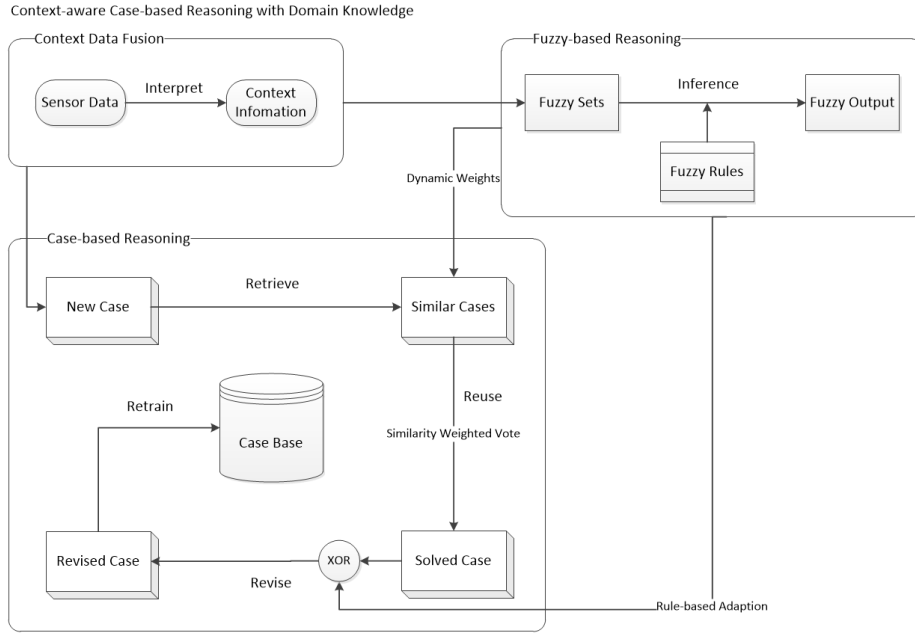 Context-aware Case-based Reasoning with Domain Knowledge
Context Data Fusion
Fuzzy-based Reasoning
Sensor Data
Interpret
Context
Infomation
Fuzzy Sets
Inference
Fuzzy Output
Fuzzy Rules
Dynamic Weights
Case-based Reasoning
New Case
Retrieve
Similar Cases
Reuse
Similarity Weighted Vote
Retrain
Case Base
Revised Case
Revise
XOR
Solved Case
Rule-based Adaption